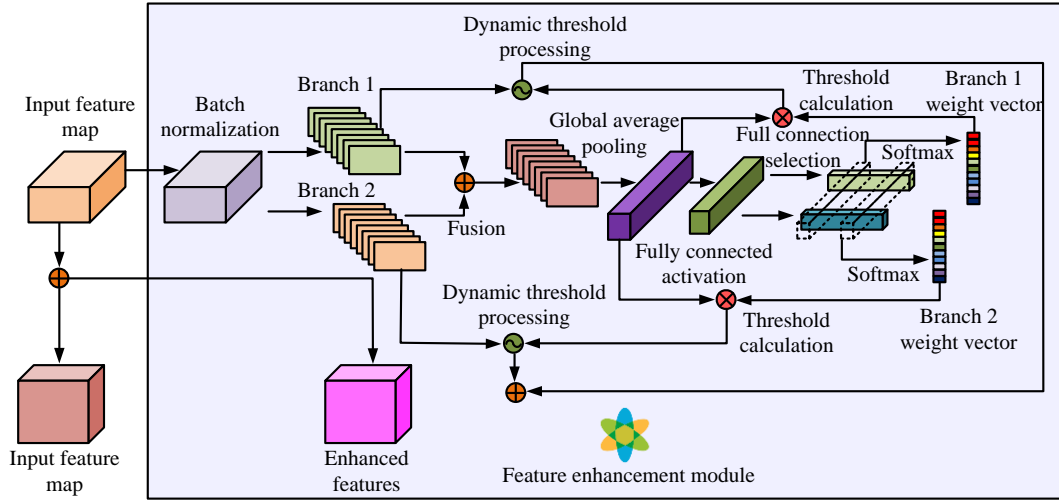 Dynamic threshold
processing
Branch 1
Threshold
calculation
Branch 1
weight vector
Input feature
map
Batch
normalization
Global average
pooling
Full connection
selection
Softmax
Branch 2
Fusion
Fully connected
activation
Softmax
Dynamic threshold
processing
Threshold
calculation
Branch 2
weight vector
Input feature
map
Enhanced
features
Feature enhancement module